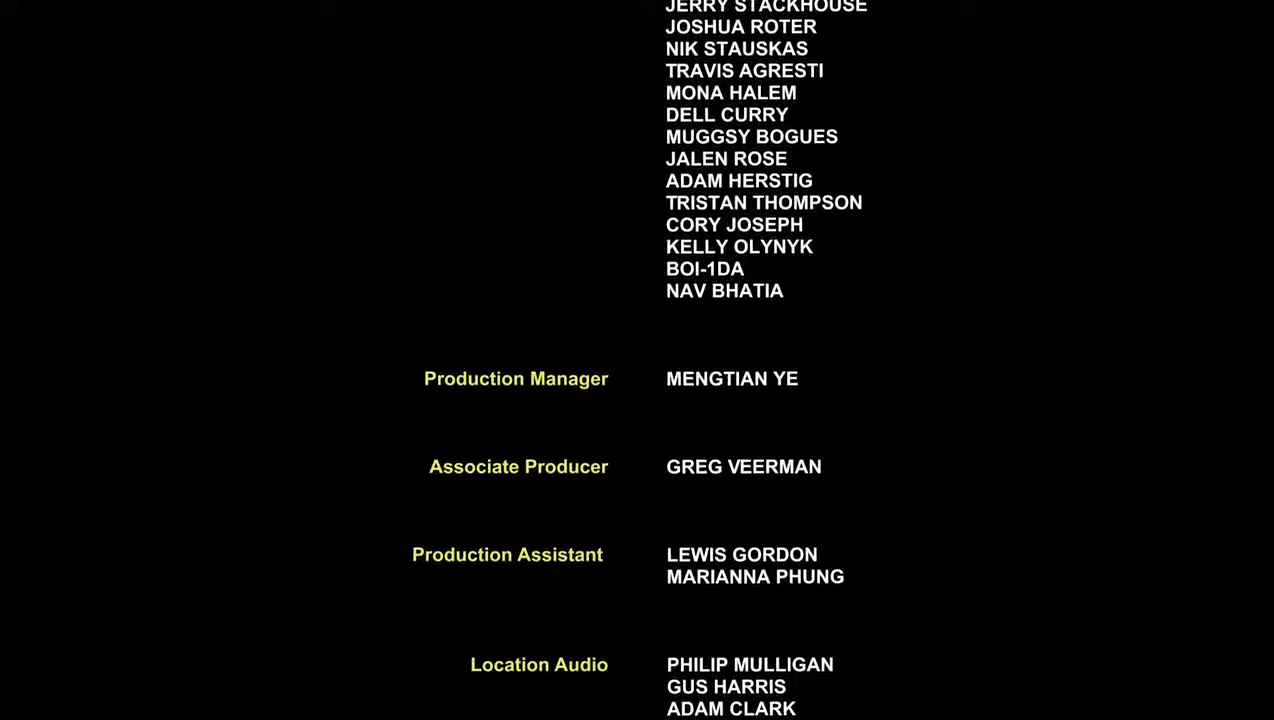 JERRY STACKHOUSE
JOSHUA ROTER
NIK STAUSKAS
TRAVIS AGRESTI
MONA HALEM
DELL CURRY
MUGGSY BOGUES
JALEN ROSE
ADAM HERSTIG
TRISTAN THOMPSON
CORY JOSEPH
KELLY OLYNYK
BOI-1DA
NAV BHATIA
Production Manager MENGTIAN YE
Associate Producer GREG VEERMAN
Production Assistant LEWIS GORDON
MARIANNA PHUNG
Location Audio PHILIP MULLIGAN
GUS HARRIS
ADAM CLARK